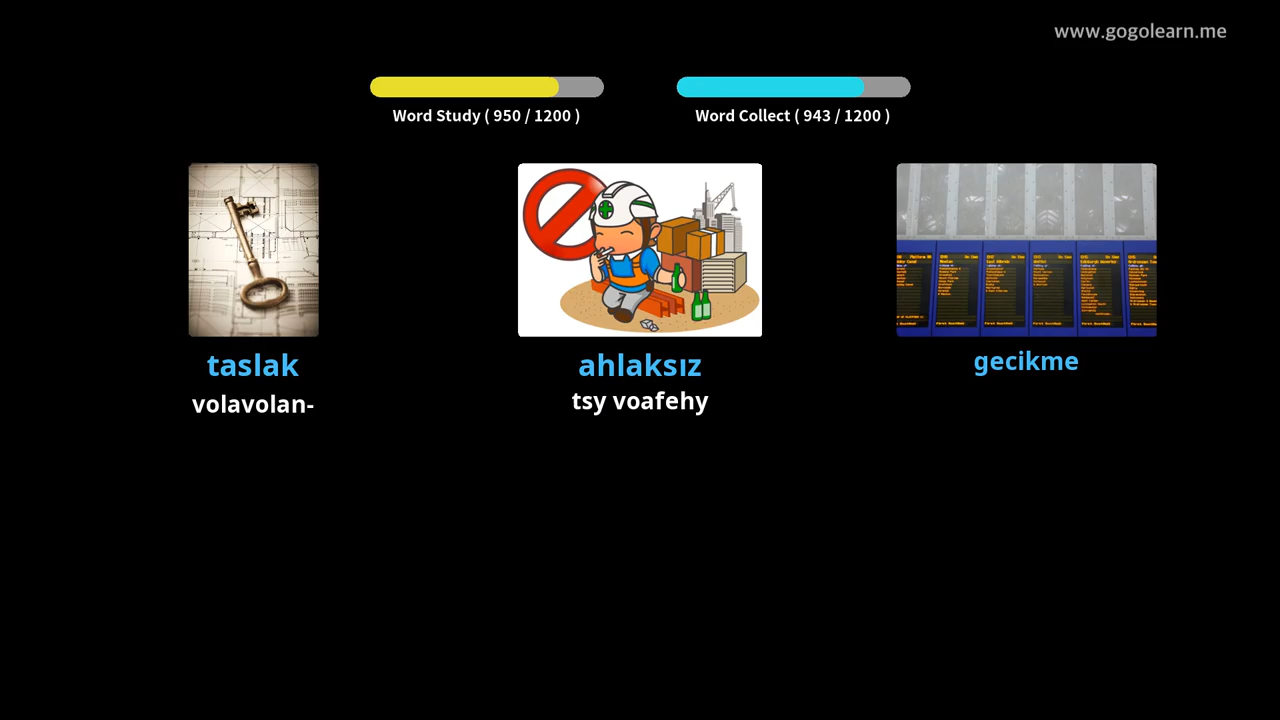 www.gogolearn.me
Word Study ( 950 / 1200 )
Word Collect ( 943 / 1200 )
taslak
ahlaksız
gecikme
volavolan-
tsy voafehy